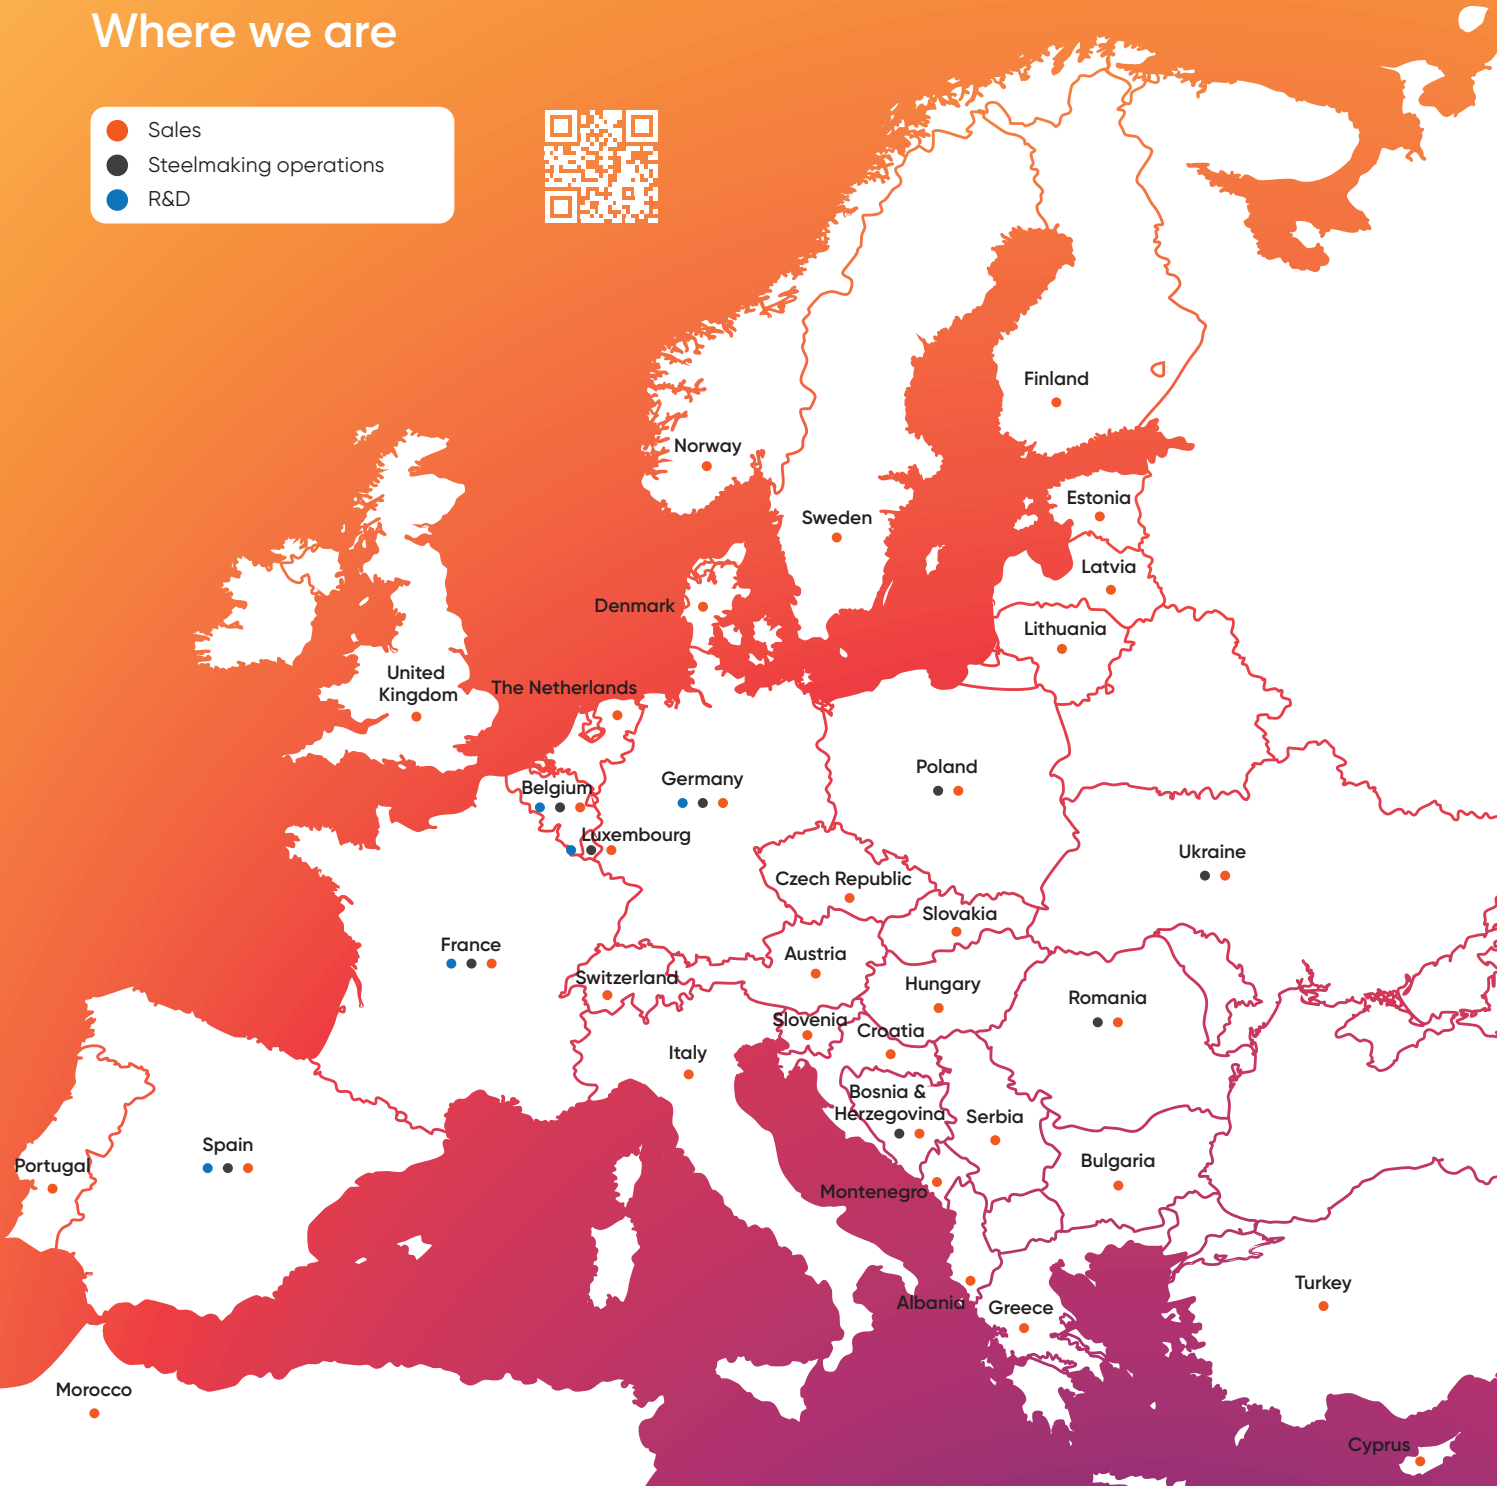 Where we are
Sales
Steelmaking operations
R&D
Finland
Norway
Estonia
Sweden
Latvia
Denmark
Lithuania
United
Kingdom
The Netherlands
Poland
Germany
Belgium
Luxembourg
Ukraine
Czech Republic
Slovakia
France
Austria
Switzerland
Hungary
Romania
Slovenia
Croatia
Italy
Bosnia &
Herzegovina
Serbia
Spain
Portugal
Bulgaria
Montenegro
Turkey
Albania
Greece
Morocco
Cyprus